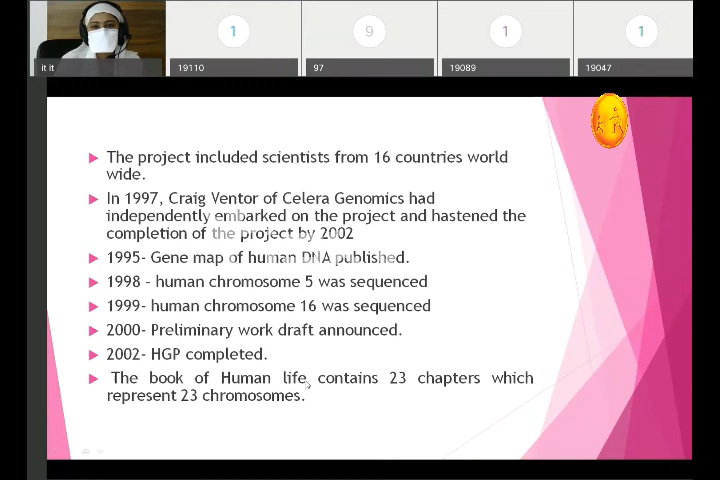 1
9
1
1
it it
19110
97
19089
19047
The project included scientists from 16 countries world
wide.
In 1997, Craig Ventor of Celera Genomics had
independently embarked on the project and hastened the
completion of the project by 2002
1995- Gene map of human DNA published.
1998 - human chromosome 5 was sequenced
1999- human chromosome 16 was sequenced
2000- Preliminary work draft announced.
2002- HGP completed.
The book of Human life contains 23 chapters which
represent 23 chromosomes.